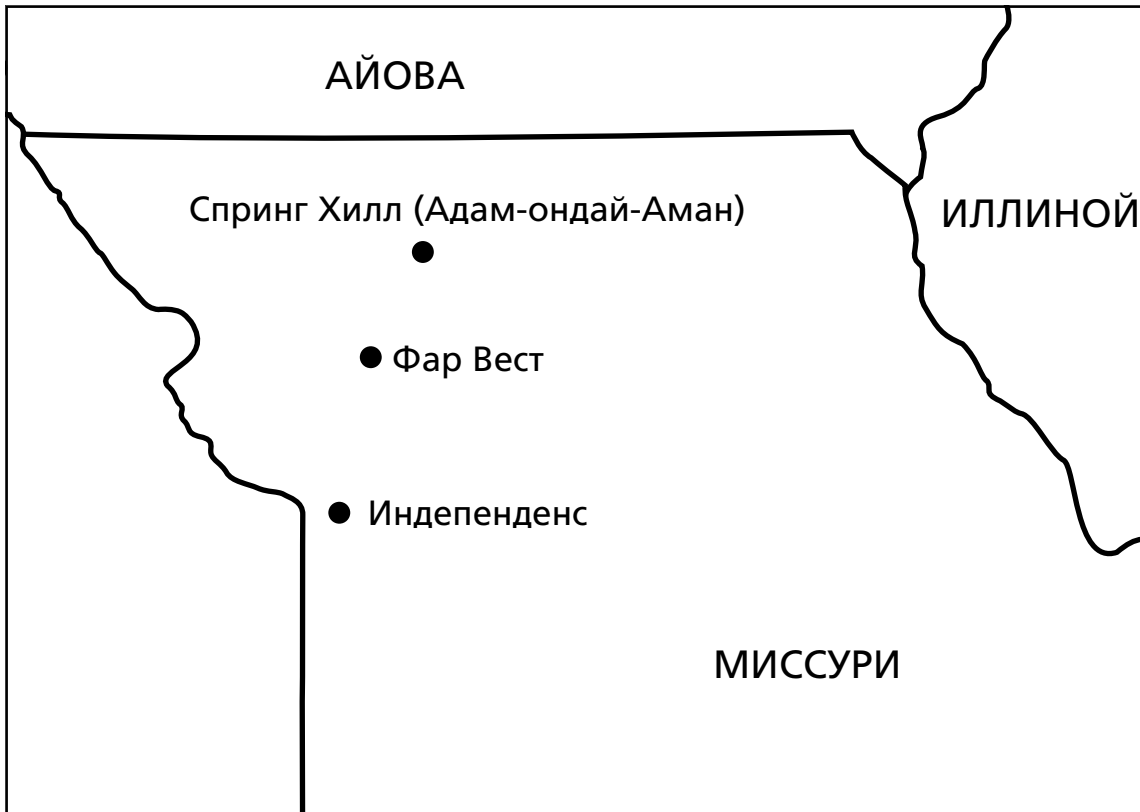 АЙОВА
Спринг Хилл (Адам-ондай-Аман)
ИЛЛИНОЙ
Фар Вест
Индепенденс
МИССУРИ